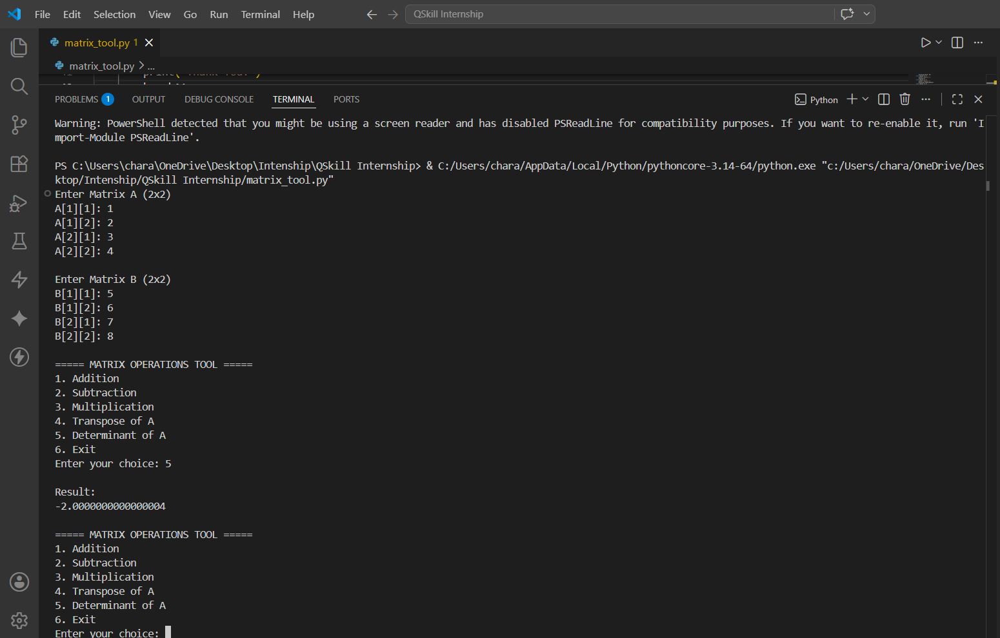 File Edit Selection View Go Run Terminal Help QSkill Internship
matrix_tool.py 1
matrix_tool.py > ...
PROBLEMS 1 OUTPUT DEBUG CONSOLE TERMINAL PORTS Python
Warning: PowerShell detected that you might be using a screen reader and has disabled PSReadLine for compatibility purposes. If you want to re-enable it, run 'I
mport-Module PSReadLine'.
PS C:\Users\chara\OneDrive\Desktop\Intenship\QSkill Internship> & C:/Users/chara/AppData/Local/Python/pythoncore-3.14-64/python.exe "c:/Users/chara/OneDrive/Des
ktop/Intenship/QSkill Internship/matrix_tool.py"
Enter Matrix A (2x2)
A[1][1]: 1
A[1][2]: 2
A[2][1]: 3
A[2][2]: 4
Enter Matrix B (2x2)
B[1][1]: 5
B[1][2]: 6
B[2][1]: 7
B[2][2]: 8
===== MATRIX OPERATIONS TOOL =====
1. Addition
2. Subtraction
3. Multiplication
4. Transpose of A
5. Determinant of A
6. Exit
Enter your choice: 5
Result:
-2.0000000000000004
===== MATRIX OPERATIONS TOOL =====
1. Addition
2. Subtraction
3. Multiplication
4. Transpose of A
5. Determinant of A
6. Exit
Enter your choice: